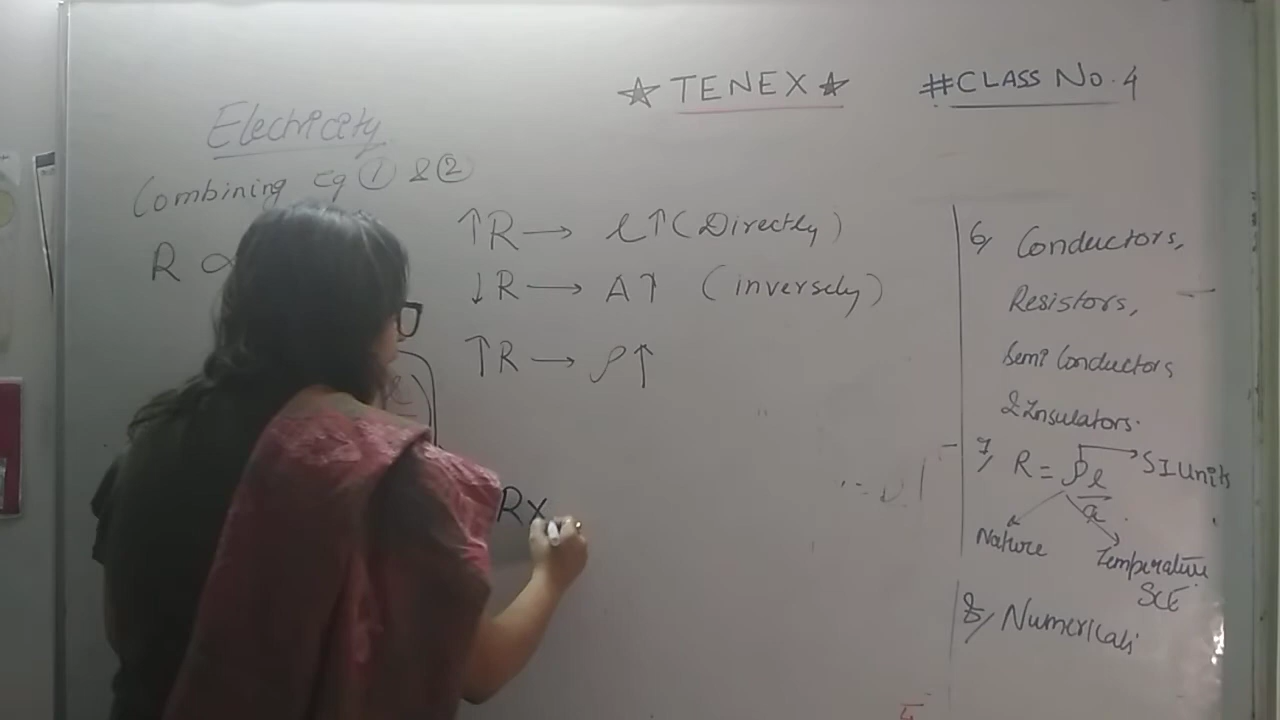 ☆ TENEX ☆
#CLASS No. 4
Electricity
Combining Eq ① & ②
R ∝
↑R → l↑ (Directly)
↓R → A↑ (inversely)
↑R → ρ↑
Rx
6, Conductors,
Resistors,
Semi Conductors
& Insulators.
7, R = ρl/a → SI Units
Nature
Temperature
8, Numericals